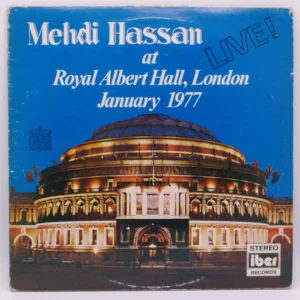 Mehdi Hassan
LIVE!
at
Royal Albert Hall, London
January 1977
STEREO
iber
RECORDS